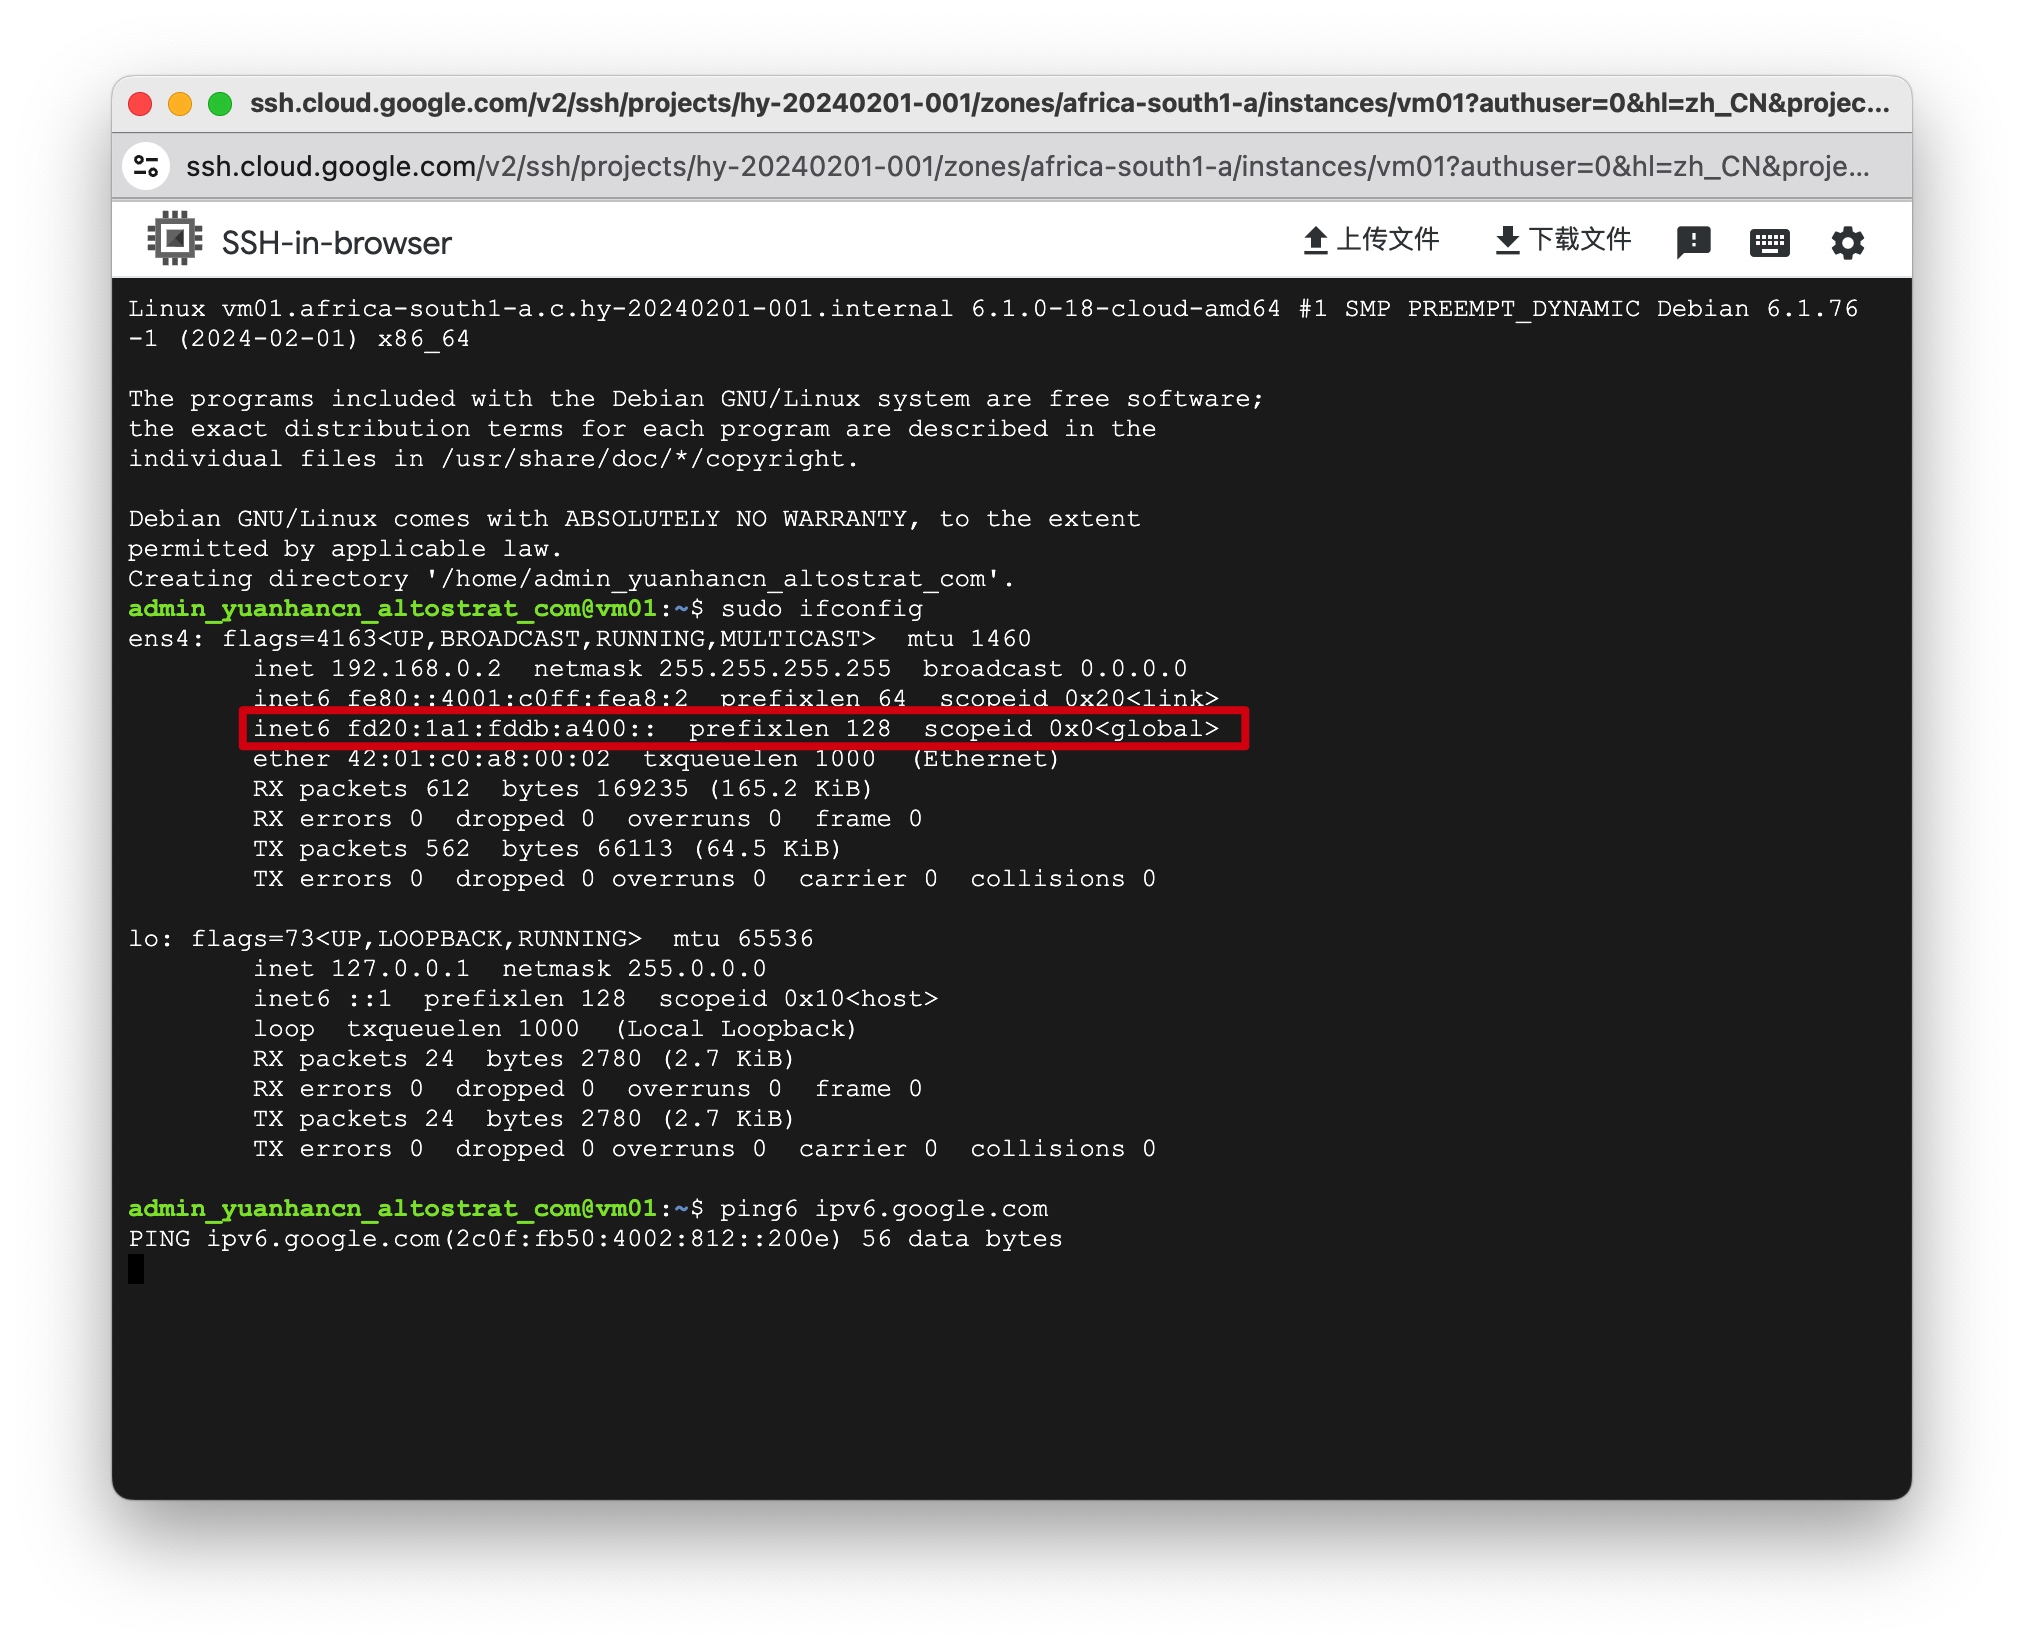 ssh.cloud.google.com/v2/ssh/projects/hy-20240201-001/zones/africa-south1-a/instances/vm01?authuser=0&hl=zh_CN&projec...
ssh.cloud.google.com/v2/ssh/projects/hy-20240201-001/zones/africa-south1-a/instances/vm01?authuser=0&hl=zh_CN&proje...
SSH-in-browser 上传文件 下载文件
Linux vm01.africa-south1-a.c.hy-20240201-001.internal 6.1.0-18-cloud-amd64 #1 SMP PREEMPT_DYNAMIC Debian 6.1.76
-1 (2024-02-01) x86_64
The programs included with the Debian GNU/Linux system are free software;
the exact distribution terms for each program are described in the
individual files in /usr/share/doc/*/copyright.
Debian GNU/Linux comes with ABSOLUTELY NO WARRANTY, to the extent
permitted by applicable law.
Creating directory '/home/admin_yuanhancn_altostrat_com'.
admin_yuanhancn_altostrat_com@vm01:~$ sudo ifconfig
ens4: flags=4163<UP,BROADCAST,RUNNING,MULTICAST>  mtu 1460
        inet 192.168.0.2  netmask 255.255.255.255  broadcast 0.0.0.0
        inet6 fe80::4001:c0ff:fea8:2  prefixlen 64  scopeid 0x20<link>
        inet6 fd20:1a1:fddb:a400::  prefixlen 128  scopeid 0x0<global>
        ether 42:01:c0:a8:00:02  txqueuelen 1000  (Ethernet)
        RX packets 612  bytes 169235 (165.2 KiB)
        RX errors 0  dropped 0  overruns 0  frame 0
        TX packets 562  bytes 66113 (64.5 KiB)
        TX errors 0  dropped 0 overruns 0  carrier 0  collisions 0
lo: flags=73<UP,LOOPBACK,RUNNING>  mtu 65536
        inet 127.0.0.1  netmask 255.0.0.0
        inet6 ::1  prefixlen 128  scopeid 0x10<host>
        loop  txqueuelen 1000  (Local Loopback)
        RX packets 24  bytes 2780 (2.7 KiB)
        RX errors 0  dropped 0  overruns 0  frame 0
        TX packets 24  bytes 2780 (2.7 KiB)
        TX errors 0  dropped 0 overruns 0  carrier 0  collisions 0
admin_yuanhancn_altostrat_com@vm01:~$ ping6 ipv6.google.com
PING ipv6.google.com(2c0f:fb50:4002:812::200e) 56 data bytes